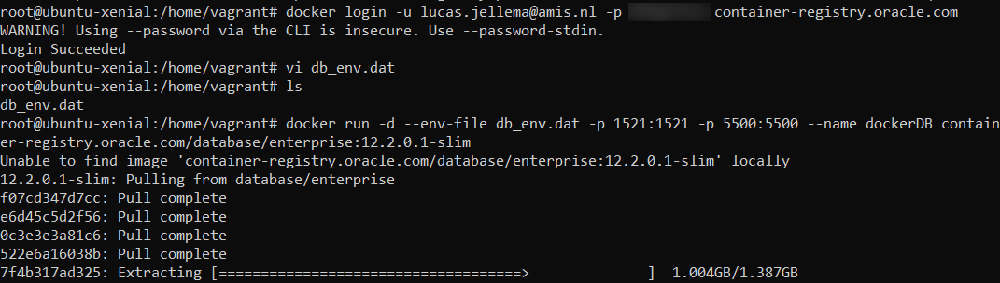 root@ubuntu-xenial:/home/vagrant# docker login -u lucas.jellema@amis.nl -p container-registry.oracle.com
WARNING! Using --password via the CLI is insecure. Use --password-stdin.
Login Succeeded
root@ubuntu-xenial:/home/vagrant# vi db_env.dat
root@ubuntu-xenial:/home/vagrant# ls
db_env.dat
root@ubuntu-xenial:/home/vagrant# docker run -d --env-file db_env.dat -p 1521:1521 -p 5500:5500 --name dockerDB contain
er-registry.oracle.com/database/enterprise:12.2.0.1-slim
Unable to find image 'container-registry.oracle.com/database/enterprise:12.2.0.1-slim' locally
12.2.0.1-slim: Pulling from database/enterprise
f07cd347d7cc: Pull complete
e6d45c5d2f56: Pull complete
0c3e3e3a81c6: Pull complete
522e6a16038b: Pull complete
7f4b317ad325: Extracting [====================================>              ]  1.004GB/1.387GB